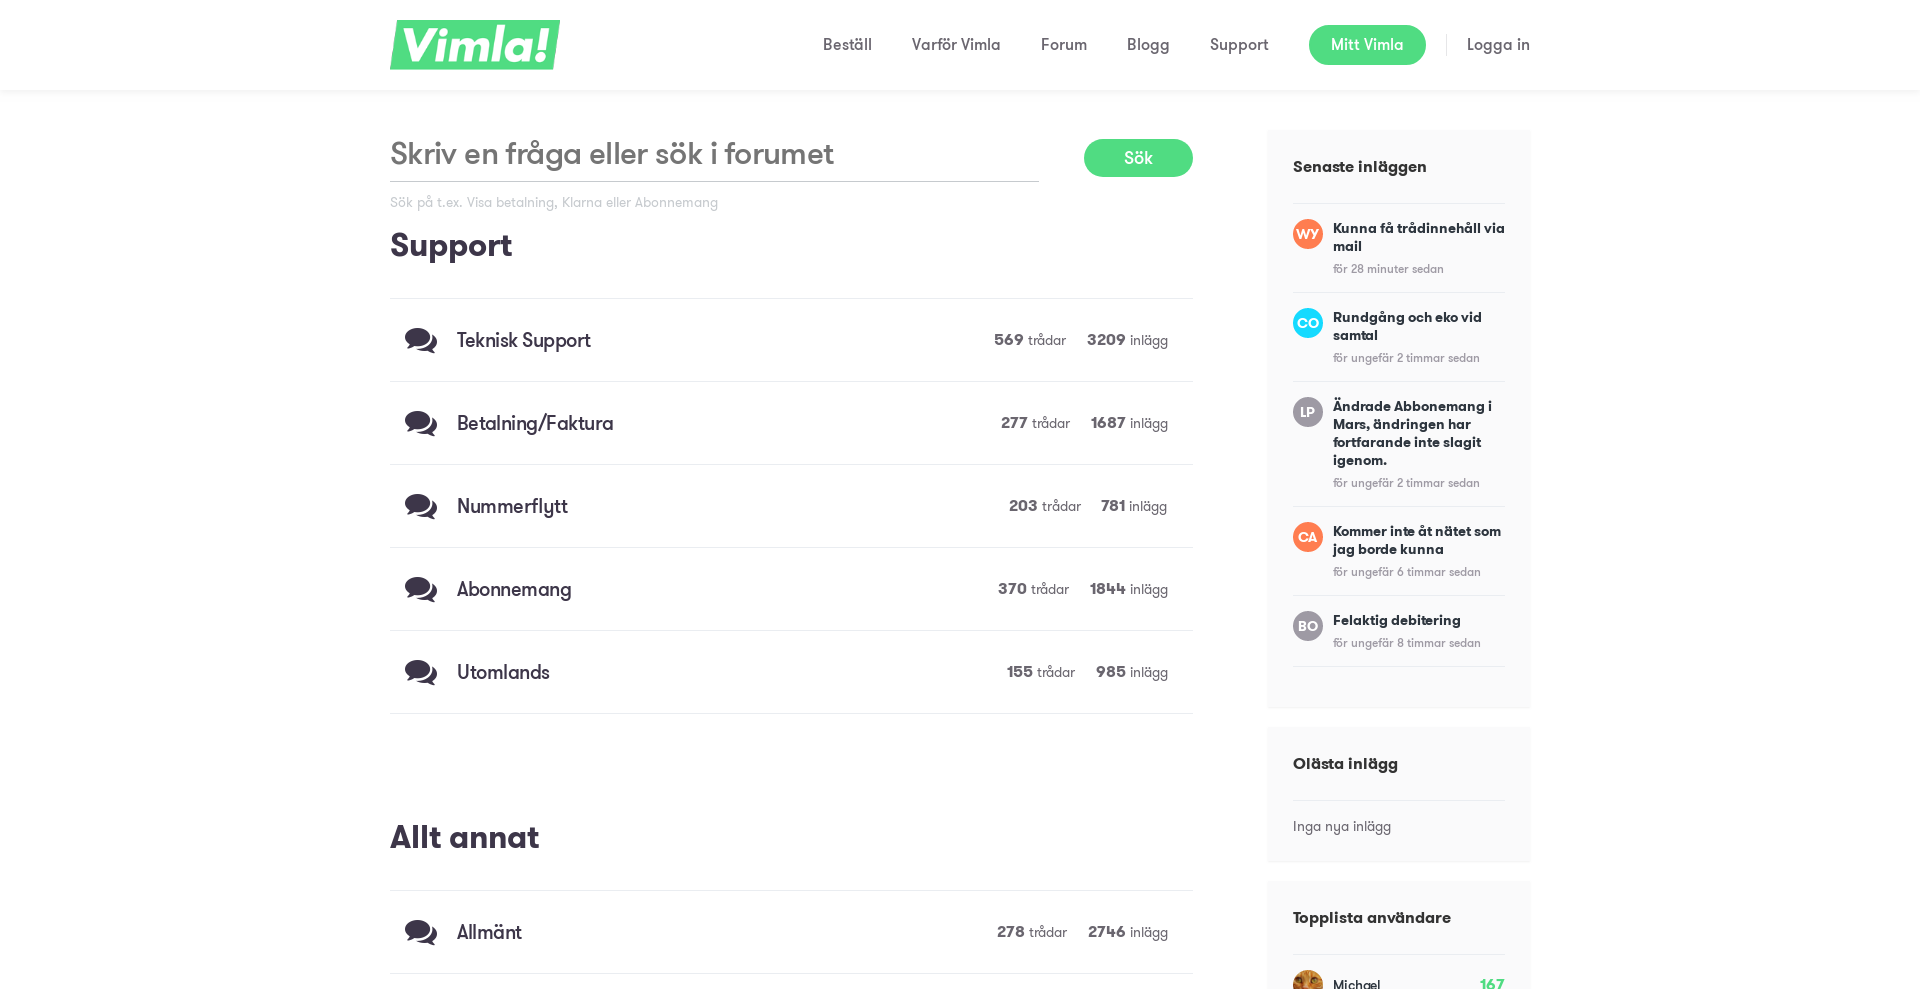 Vimla!
Beställ
Varför Vimla
Forum
Blogg
Support
Mitt Vimla
Logga in
Skriv en fråga eller sök i forumet
Sök
Sök på t.ex. Visa betalning, Klarna eller Abonnemang
Support
Teknisk Support
569 trådar
3209 inlägg
Betalning/Faktura
277 trådar
1687 inlägg
Nummerflytt
203 trådar
781 inlägg
Abonnemang
370 trådar
1844 inlägg
Utomlands
155 trådar
985 inlägg
Allt annat
Allmänt
278 trådar
2746 inlägg
Senaste inläggen
WY
Kunna få trådinnehåll via
mail
för 28 minuter sedan
CO
Rundgång och eko vid
samtal
för ungefär 2 timmar sedan
LP
Ändrade Abbonemang i
Mars, ändringen har
fortfarande inte slagit
igenom.
för ungefär 2 timmar sedan
CA
Kommer inte åt nätet som
jag borde kunna
för ungefär 6 timmar sedan
BO
Felaktig debitering
för ungefär 8 timmar sedan
Olästa inlägg
Inga nya inlägg
Topplista användare
Michael
167